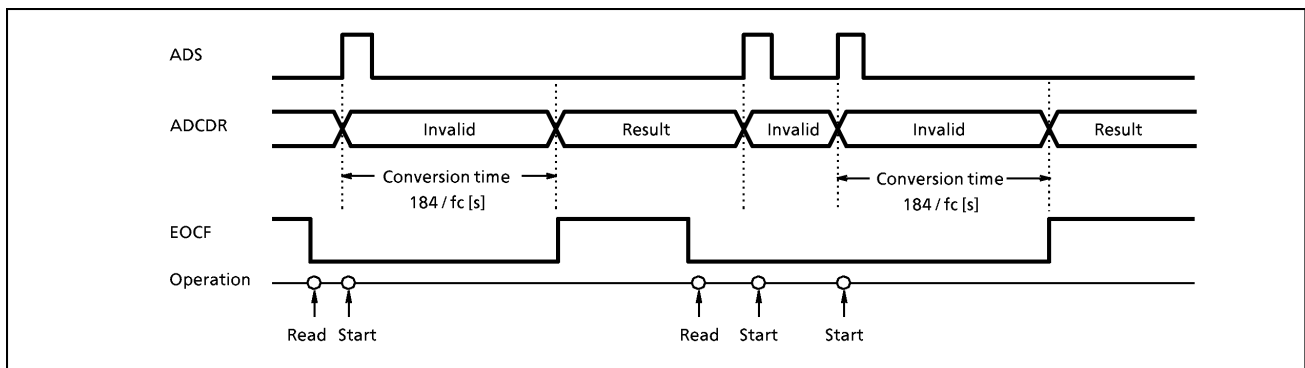 ADS
ADCDR
Invalid
Result
Invalid
Invalid
Result
Conversion time
184 / fc [s]
Conversion time
184 / fc [s]
EOCF
Operation
Read Start
Read Start
Start